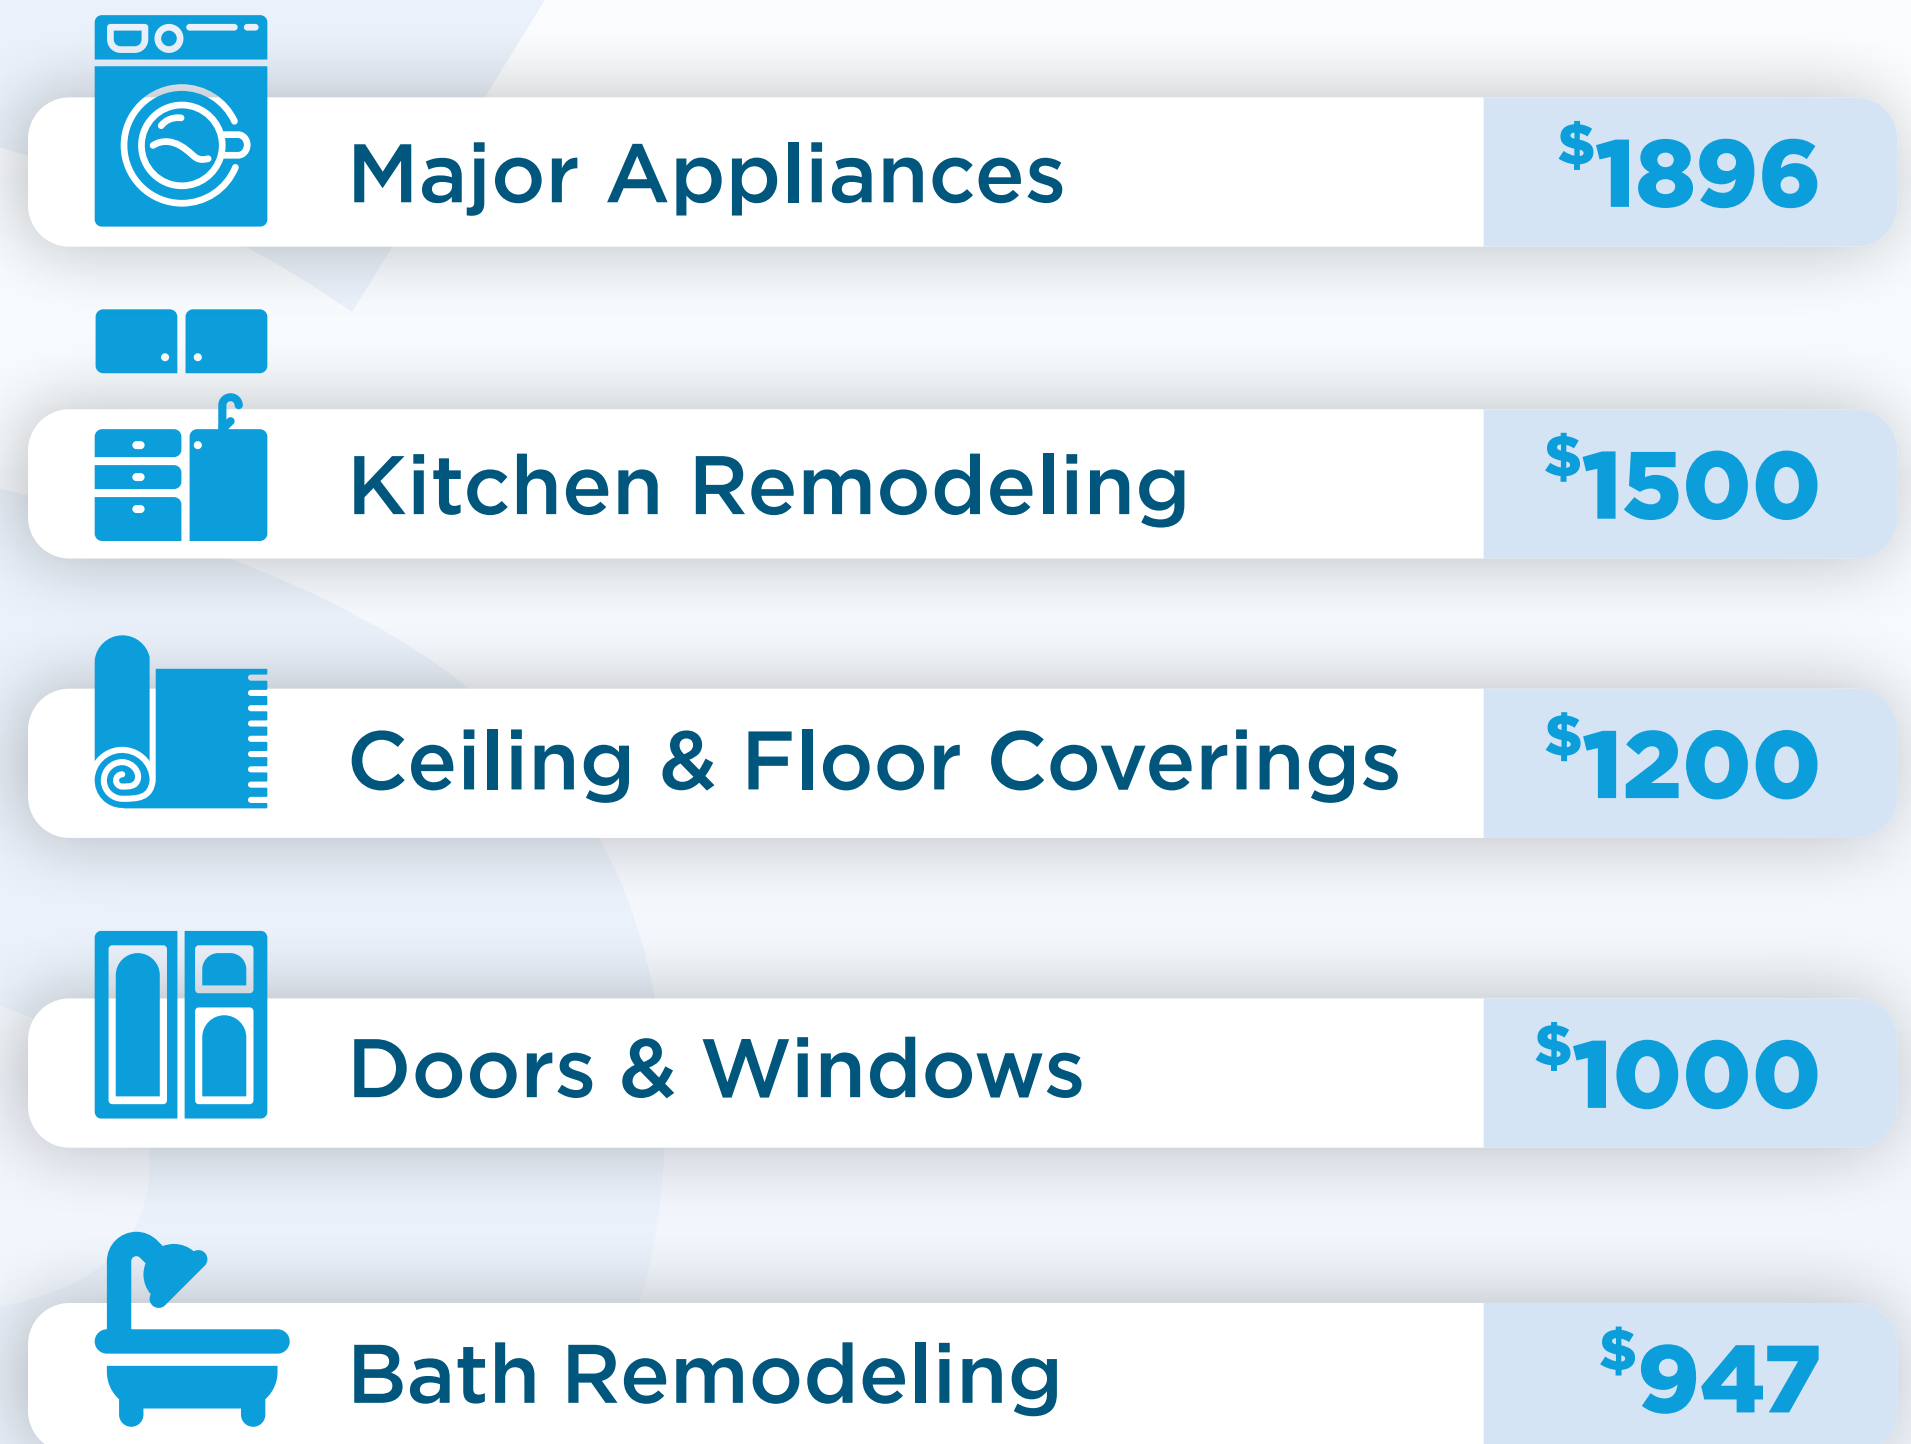 Major Appliances $1896
Kitchen Remodeling $1500
Ceiling & Floor Coverings $1200
Doors & Windows $1000
Bath Remodeling $947